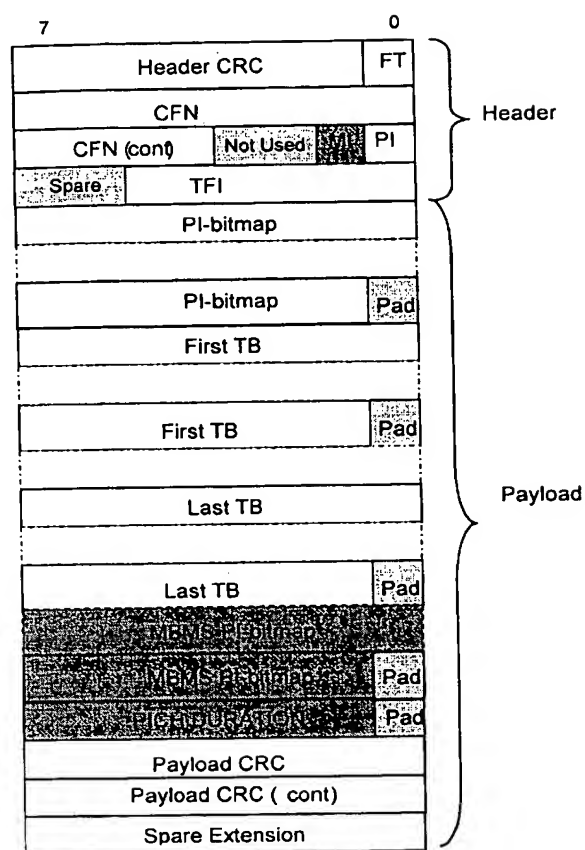 7 0
Header CRC FT
CFN
CFN (cont) Not Used MI PI
Spare TFI
Header
PI-bitmap
PI-bitmap Pad
First TB
First TB Pad
Last TB
Payload
Last TB Pad
MBMS PI-bitmap
MBMS PI-bitmap Pad
PICH DURATION Pad
Payload CRC
Payload CRC ( cont)
Spare Extension